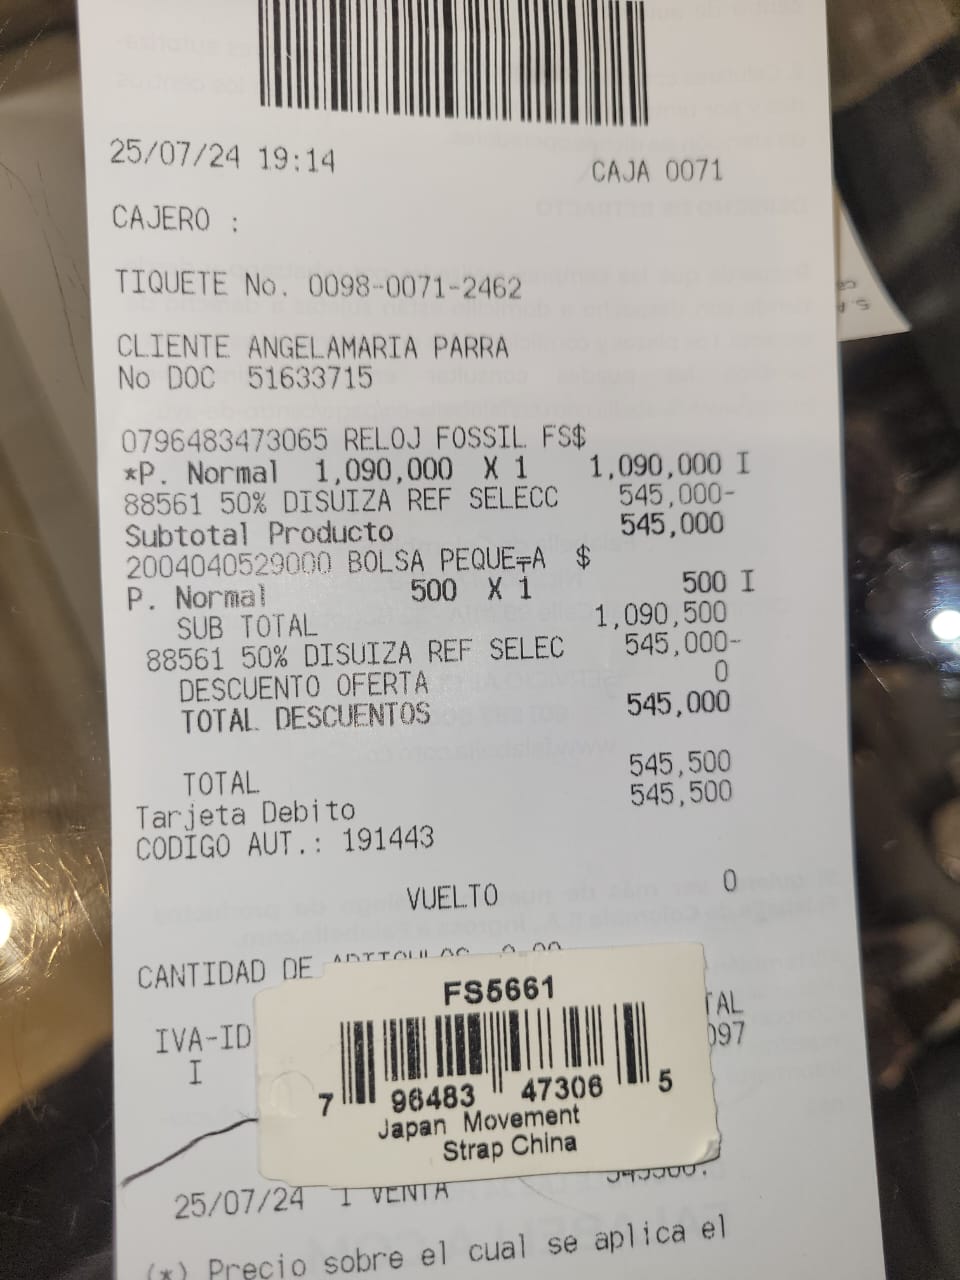 25/07/24 19:14 CAJA 0071
CAJERO :
TIQUETE No. 0098-0071-2462
CLIENTE ANGELAMARIA PARRA
No DOC 51633715
0796483473065 RELOJ FOSSIL FS$
*P. Normal 1,090,000 X 1 1,090,000 I
88561 50% DISUIZA REF SELECC 545,000-
Subtotal Producto 545,000
2004040529000 BOLSA PEQUE╤A $
P. Normal 500 X 1 500 I
SUB TOTAL 1,090,500
88561 50% DISUIZA REF SELEC 545,000-
DESCUENTO OFERTA 0
TOTAL DESCUENTOS 545,000
TOTAL 545,500
Tarjeta Debito 545,500
CODIGO AUT.: 191443
VUELTO 0
CANTIDAD DE
FS5661
IVA-ID TAL
I 097
7 96483 47306 5
Japan Movement
Strap China
25/07/24 1 VENTA
(*) Precio sobre el cual se aplica el